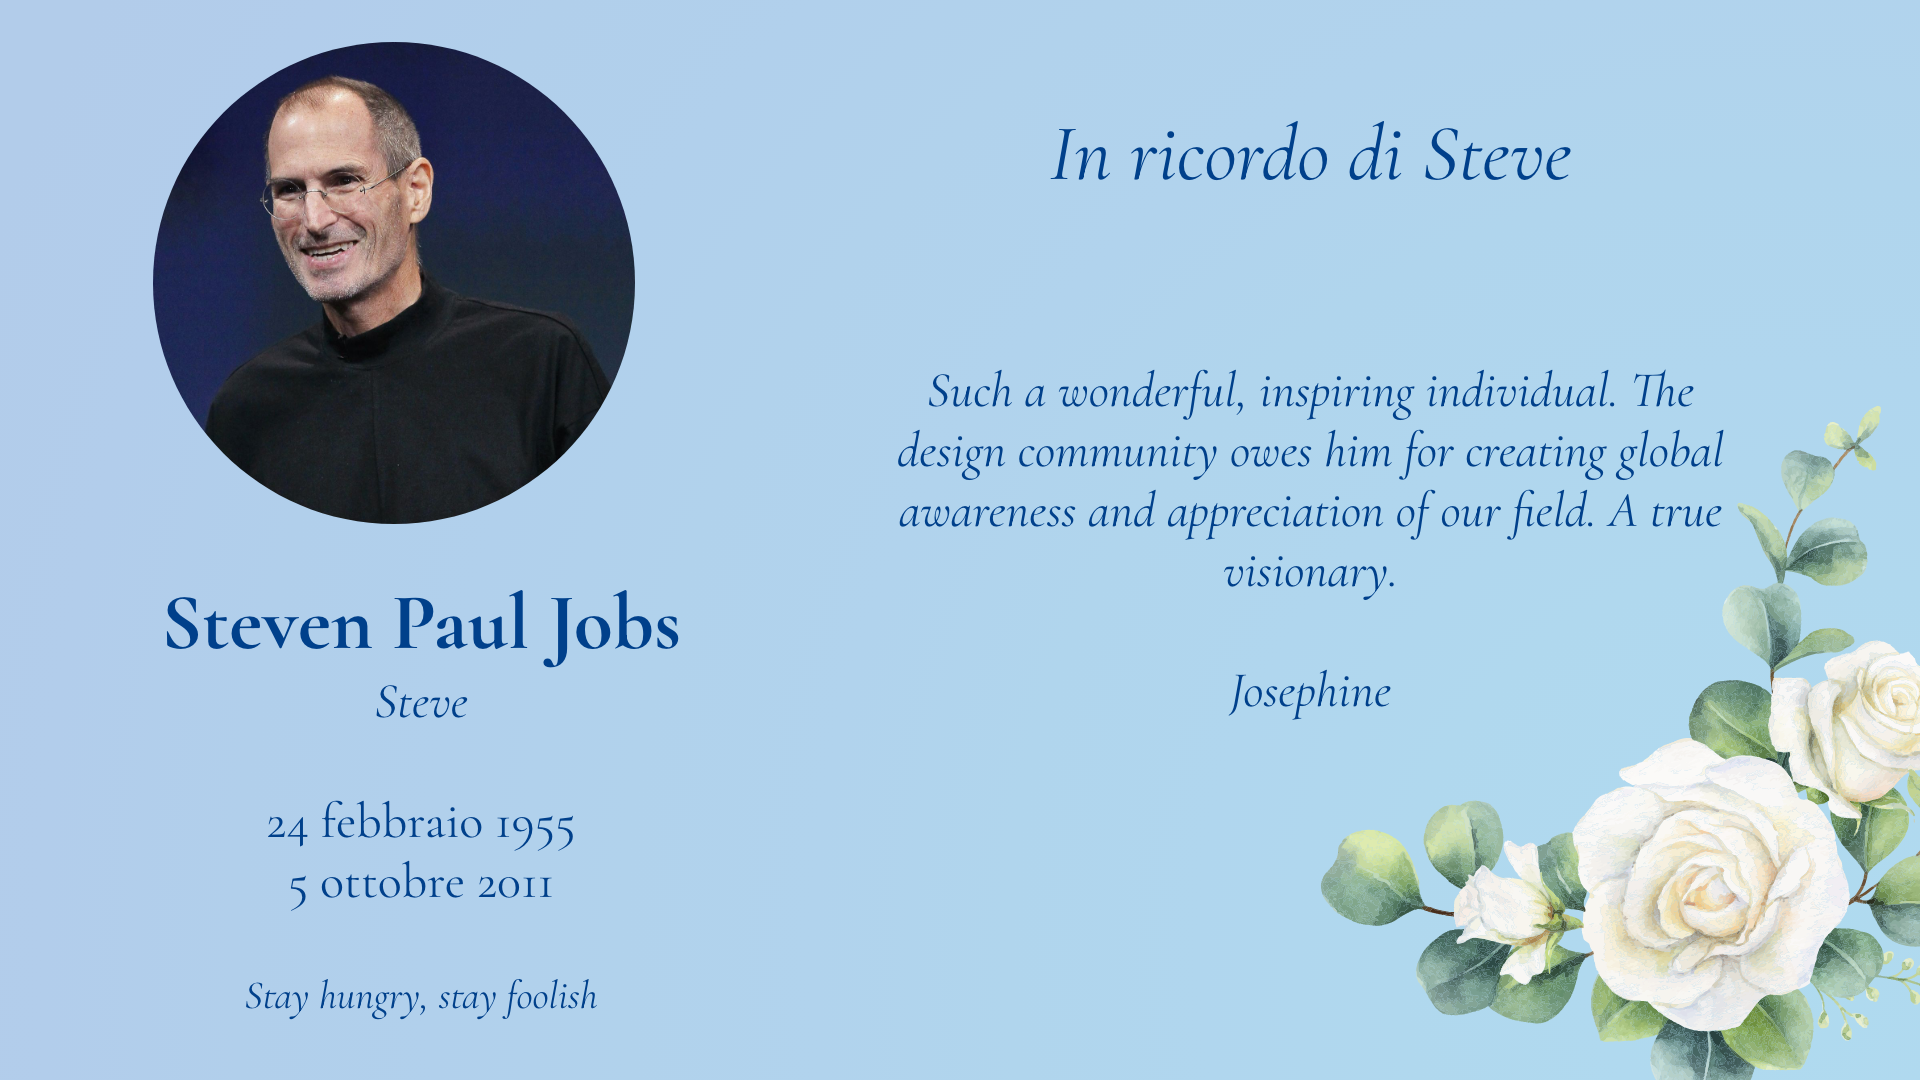 Steven Paul Jobs
Steve
24 febbraio 1955
5 ottobre 2011
Stay hungry, stay foolish
In ricordo di Steve
Such a wonderful, inspiring individual. The
design community owes him for creating global
awareness and appreciation of our field. A true
visionary.
Josephine